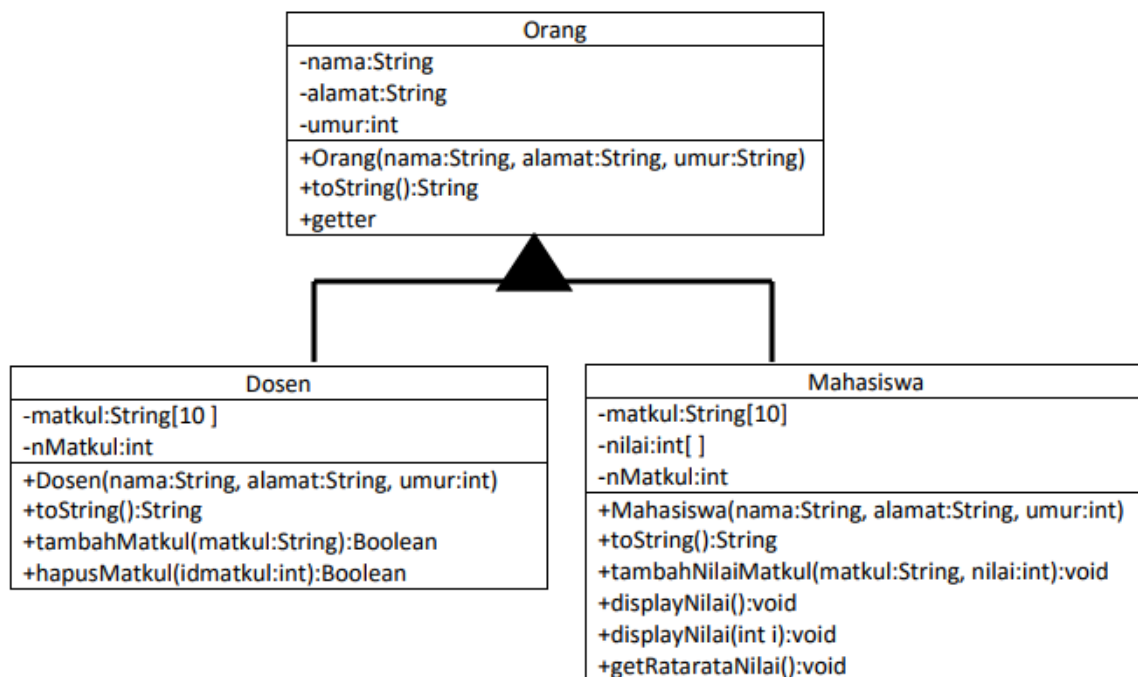 Orang
-nama:String
-alamat:String
-umur:int
+Orang(nama:String, alamat:String, umur:String)
+toString():String
+getter
Dosen
-matkul:String[10 ]
-nMatkul:int
+Dosen(nama:String, alamat:String, umur:int)
+toString():String
+tambahMatkul(matkul:String):Boolean
+hapusMatkul(idmatkul:int):Boolean
Mahasiswa
-matkul:String[10]
-nilai:int[ ]
-nMatkul:int
+Mahasiswa(nama:String, alamat:String, umur:int)
+toString():String
+tambahNilaiMatkul(matkul:String, nilai:int):void
+displayNilai():void
+displayNilai(int i):void
+getRatarataNilai():void